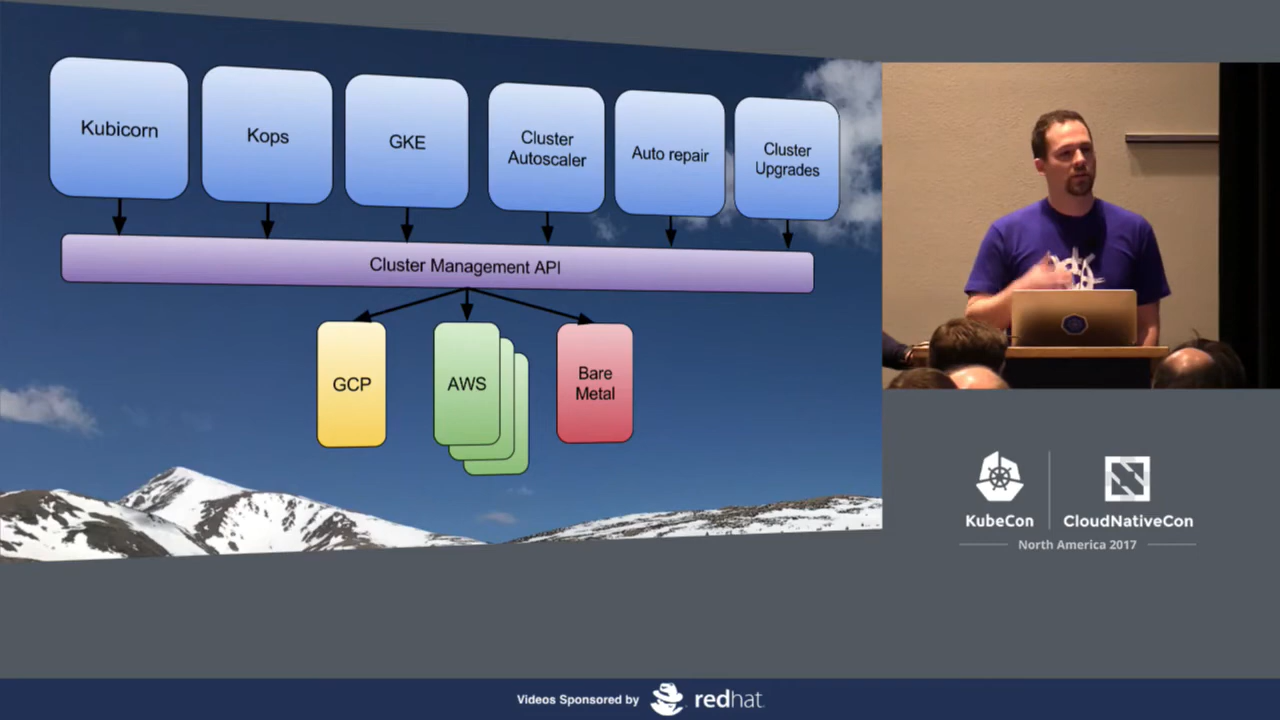 Kubicorn
Kops
GKE
Cluster
Autoscaler
Auto repair
Cluster
Upgrades
Cluster Management API
GCP
AWS
Bare
Metal
KubeCon
CloudNativeCon
North America 2017
Videos Sponsored by
redhat